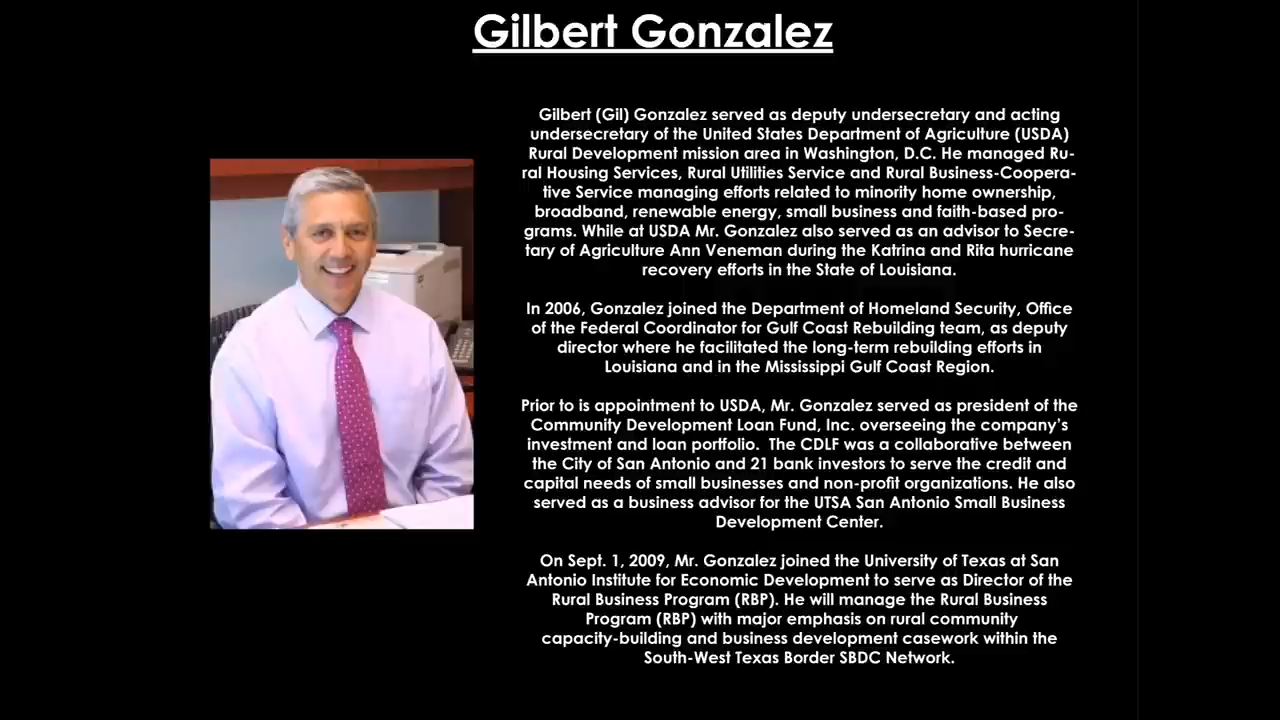 Gilbert Gonzalez
Gilbert (Gil) Gonzalez served as deputy undersecretary and acting
undersecretary of the United States Department of Agriculture (USDA)
Rural Development mission area in Washington, D.C. He managed Ru-
ral Housing Services, Rural Utilities Service and Rural Business-Coopera-
tive Service managing efforts related to minority home ownership,
broadband, renewable energy, small business and faith-based pro-
grams. While at USDA Mr. Gonzalez also served as an advisor to Secre-
tary of Agriculture Ann Veneman during the Katrina and Rita hurricane
recovery efforts in the State of Louisiana.
In 2006, Gonzalez joined the Department of Homeland Security, Office
of the Federal Coordinator for Gulf Coast Rebuilding team, as deputy
director where he facilitated the long-term rebuilding efforts in
Louisiana and in the Mississippi Gulf Coast Region.
Prior to is appointment to USDA, Mr. Gonzalez served as president of the
Community Development Loan Fund, Inc. overseeing the company's
investment and loan portfolio.  The CDLF was a collaborative between
the City of San Antonio and 21 bank investors to serve the credit and
capital needs of small businesses and non-profit organizations. He also
served as a business advisor for the UTSA San Antonio Small Business
Development Center.
On Sept. 1, 2009, Mr. Gonzalez joined the University of Texas at San
Antonio Institute for Economic Development to serve as Director of the
Rural Business Program (RBP). He will manage the Rural Business
Program (RBP) with major emphasis on rural community
capacity-building and business development casework within the
South-West Texas Border SBDC Network.